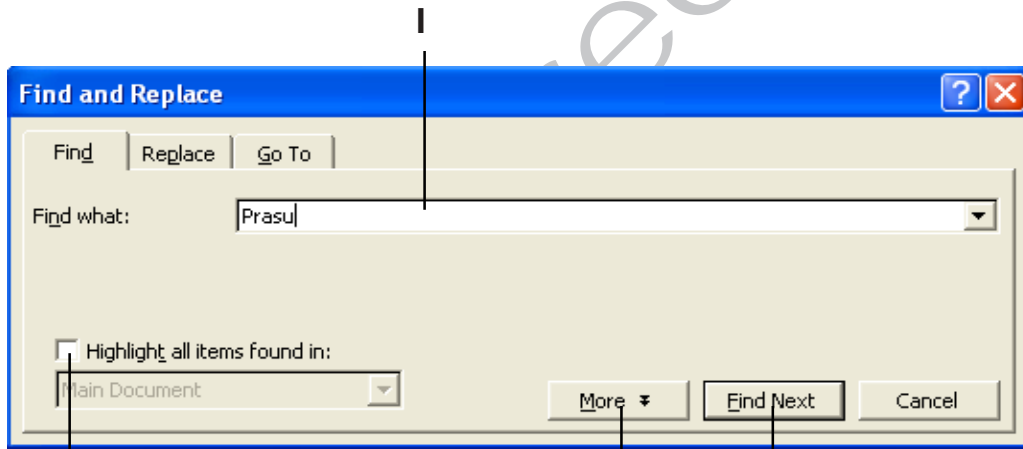 I
Find and Replace
Find Replace Go To
Find what: Prasu
Highlight all items found in:
Main Document
More Find Next Cancel